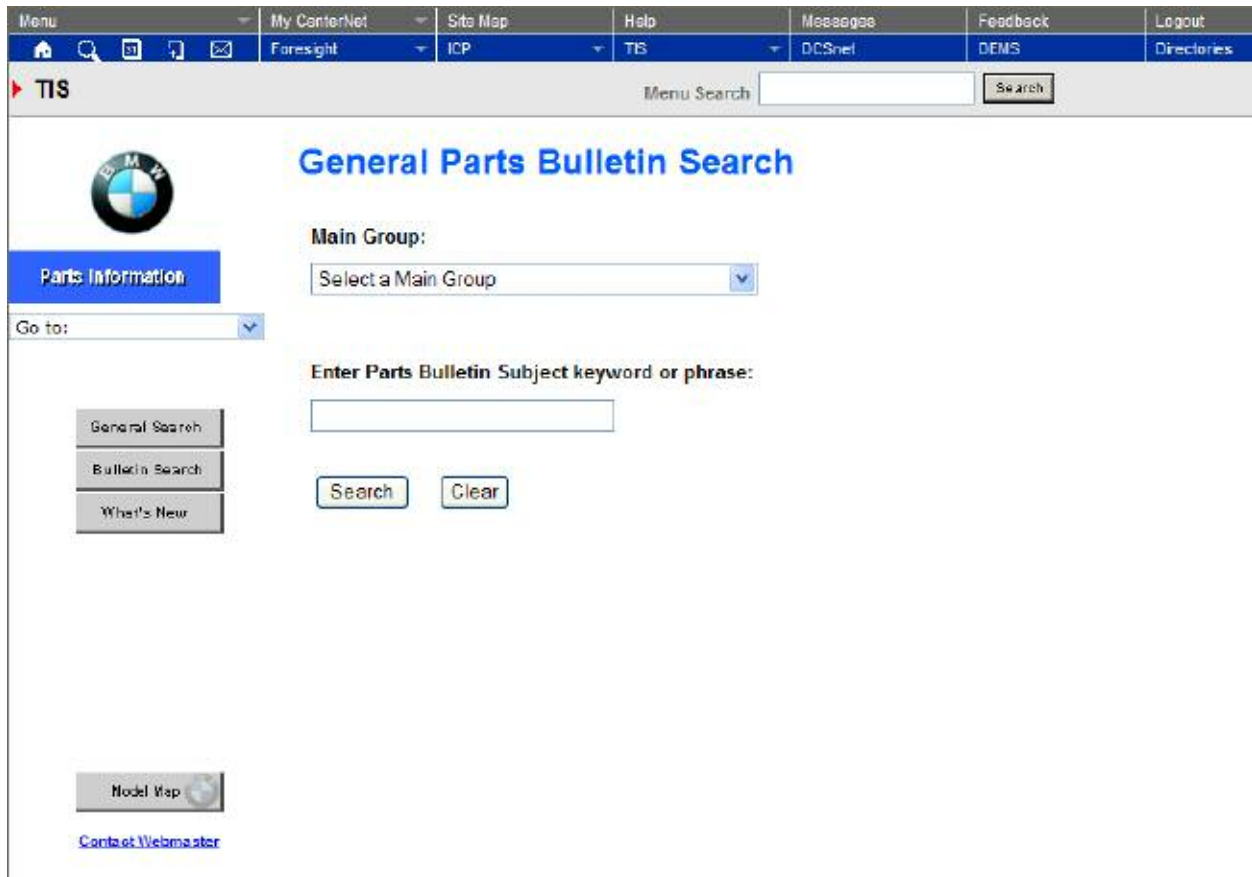 Menu My CenterNet Site Map Help Messages Feedback Logout
31 Foresight ICP TIS DCSnet DEMS Directories
TIS Menu Search Search
BMW
General Parts Bulletin Search
Main Group:
Parts Information
Select a Main Group
Go to:
Enter Parts Bulletin Subject keyword or phrase:
General Search
Bulletin Search
Search Clear
What's New
Model Map
Contact Webmaster